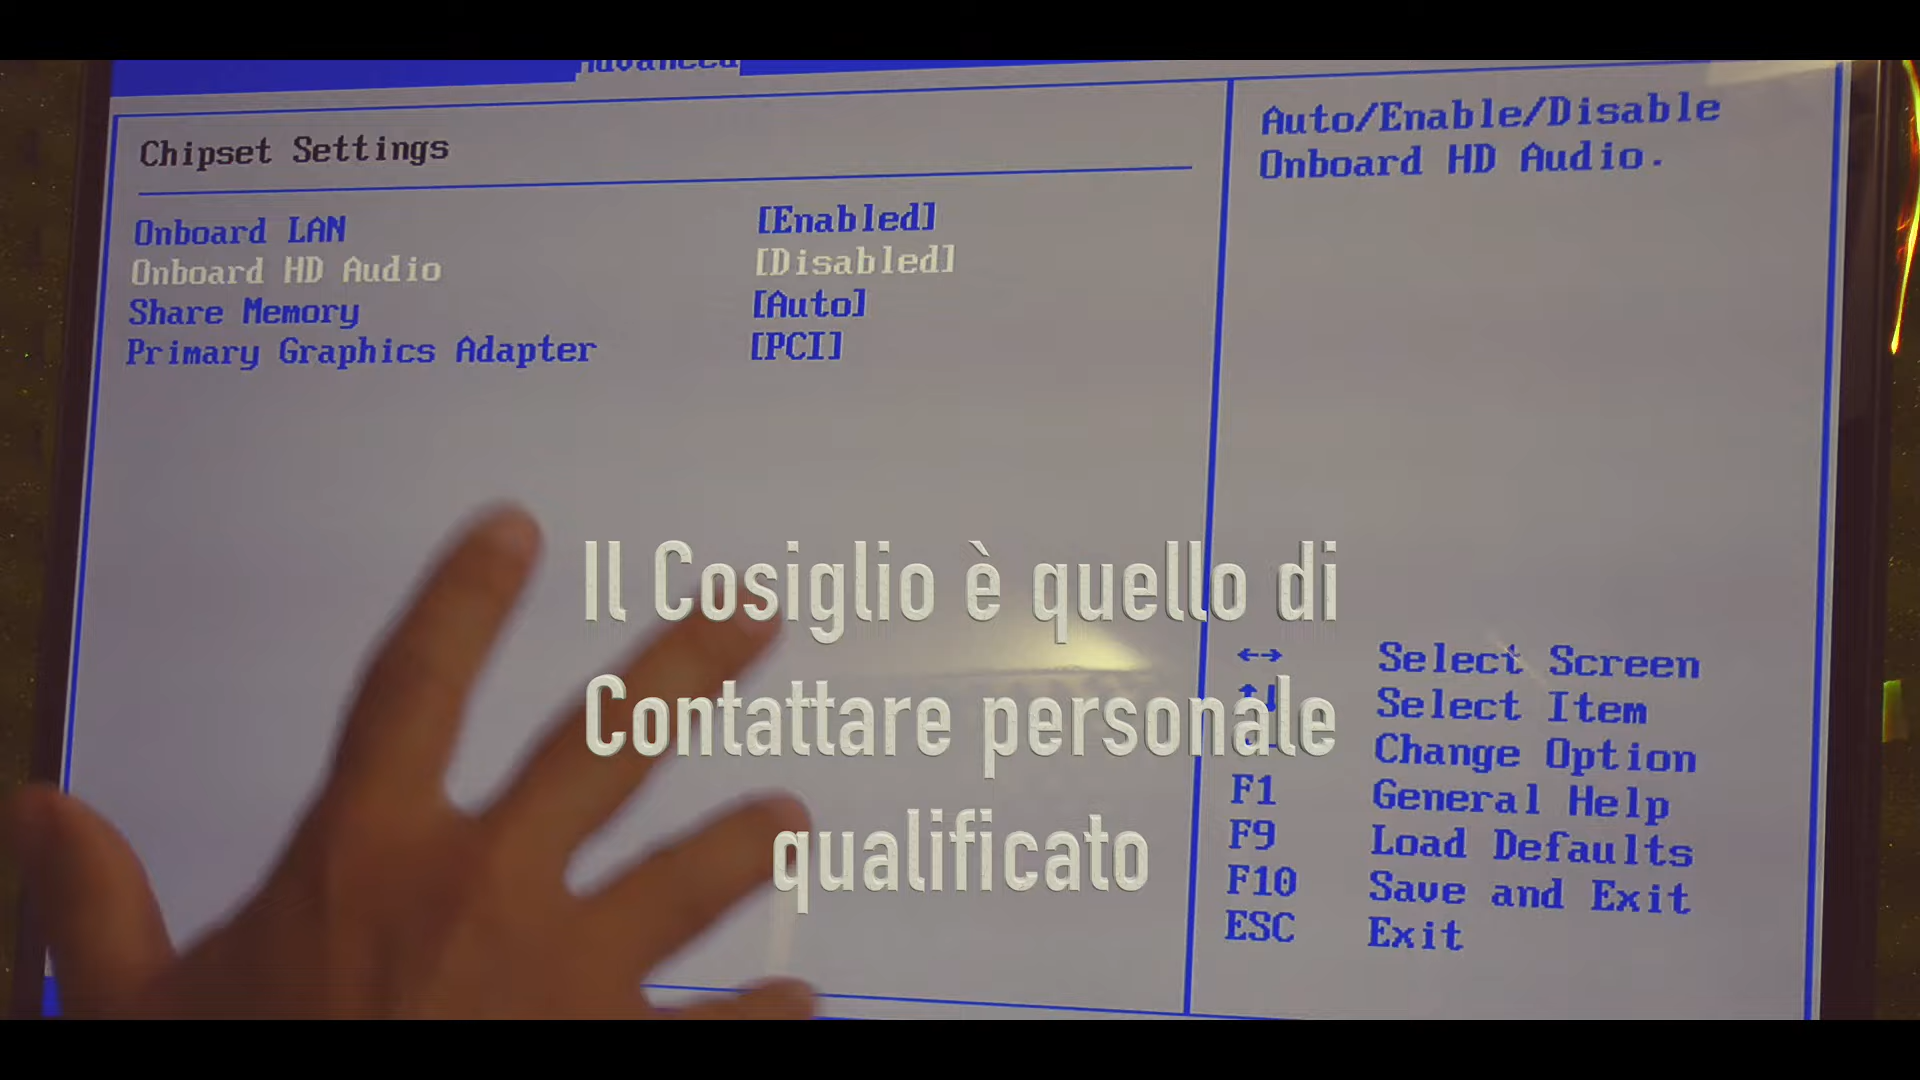 Advanced
Chipset Settings
Onboard LAN [Enabled]
Onboard HD Audio [Disabled]
Share Memory [Auto]
Primary Graphics Adapter [PCI]
Auto/Enable/Disable
Onboard HD Audio.
Il Cosiglio è quello di
Contattare personale
qualificato
↔ Select Screen
↑↓ Select Item
Change Option
F1 General Help
F9 Load Defaults
F10 Save and Exit
ESC Exit